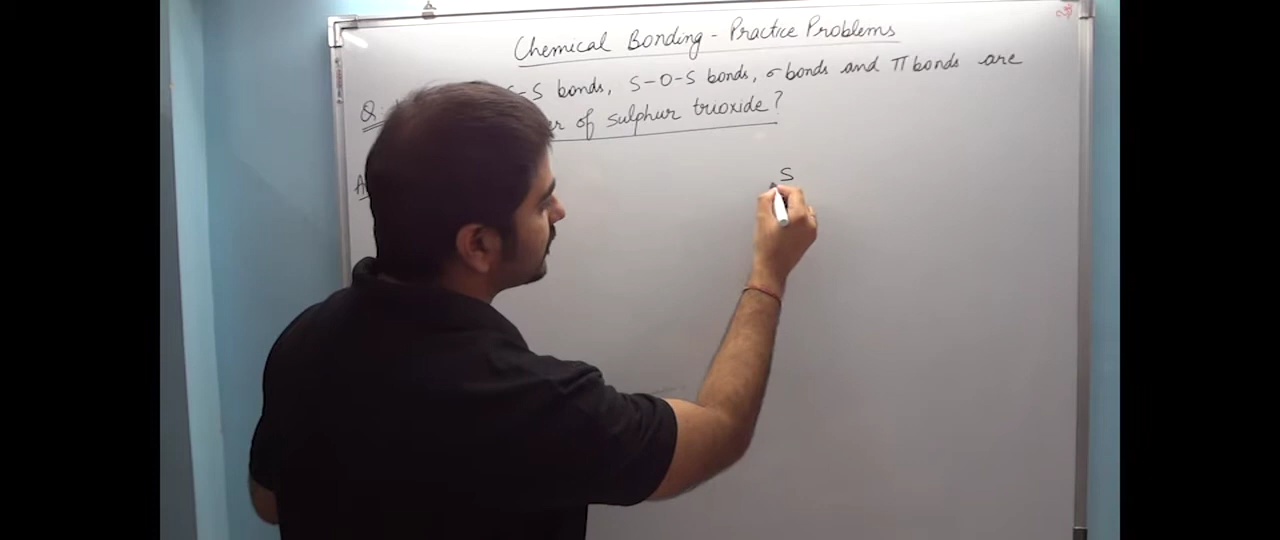 Chemical Bonding - Practice Problems
Q. S-S bonds, S-O-S bonds, σ bonds and π bonds are
of sulphur trioxide?
A
S